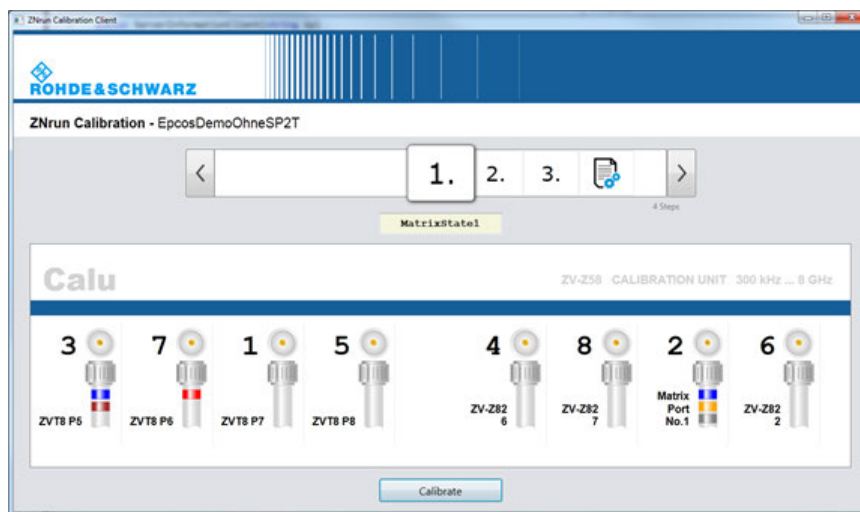 ZNrun Calibration Client
ROHDE&SCHWARZ
ZNrun Calibration - EpcosDemoOhneSP2T
1. 2. 3.
4 Steps
MatrixState1
Calu
ZV-Z58 CALIBRATION UNIT 300 kHz ... 8 GHz
3 7 1 5 4 8 2 6
ZVT8 P5
ZVT8 P6
ZVT8 P7
ZVT8 P8
ZV-Z82
6
ZV-Z82
7
Matrix
Port
No.1
ZV-Z82
2
Calibrate